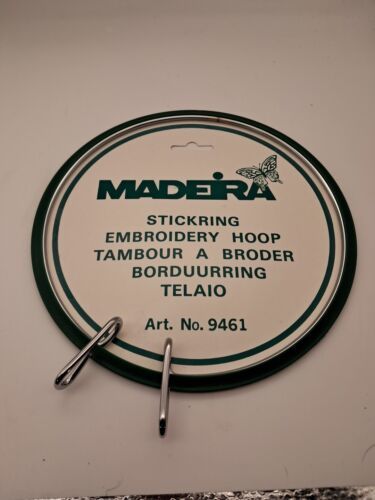 MADEIRA
STICKRING
EMBROIDERY HOOP
TAMBOUR A BRODER
BORDUURRING
TELAIO
Art. No. 9461